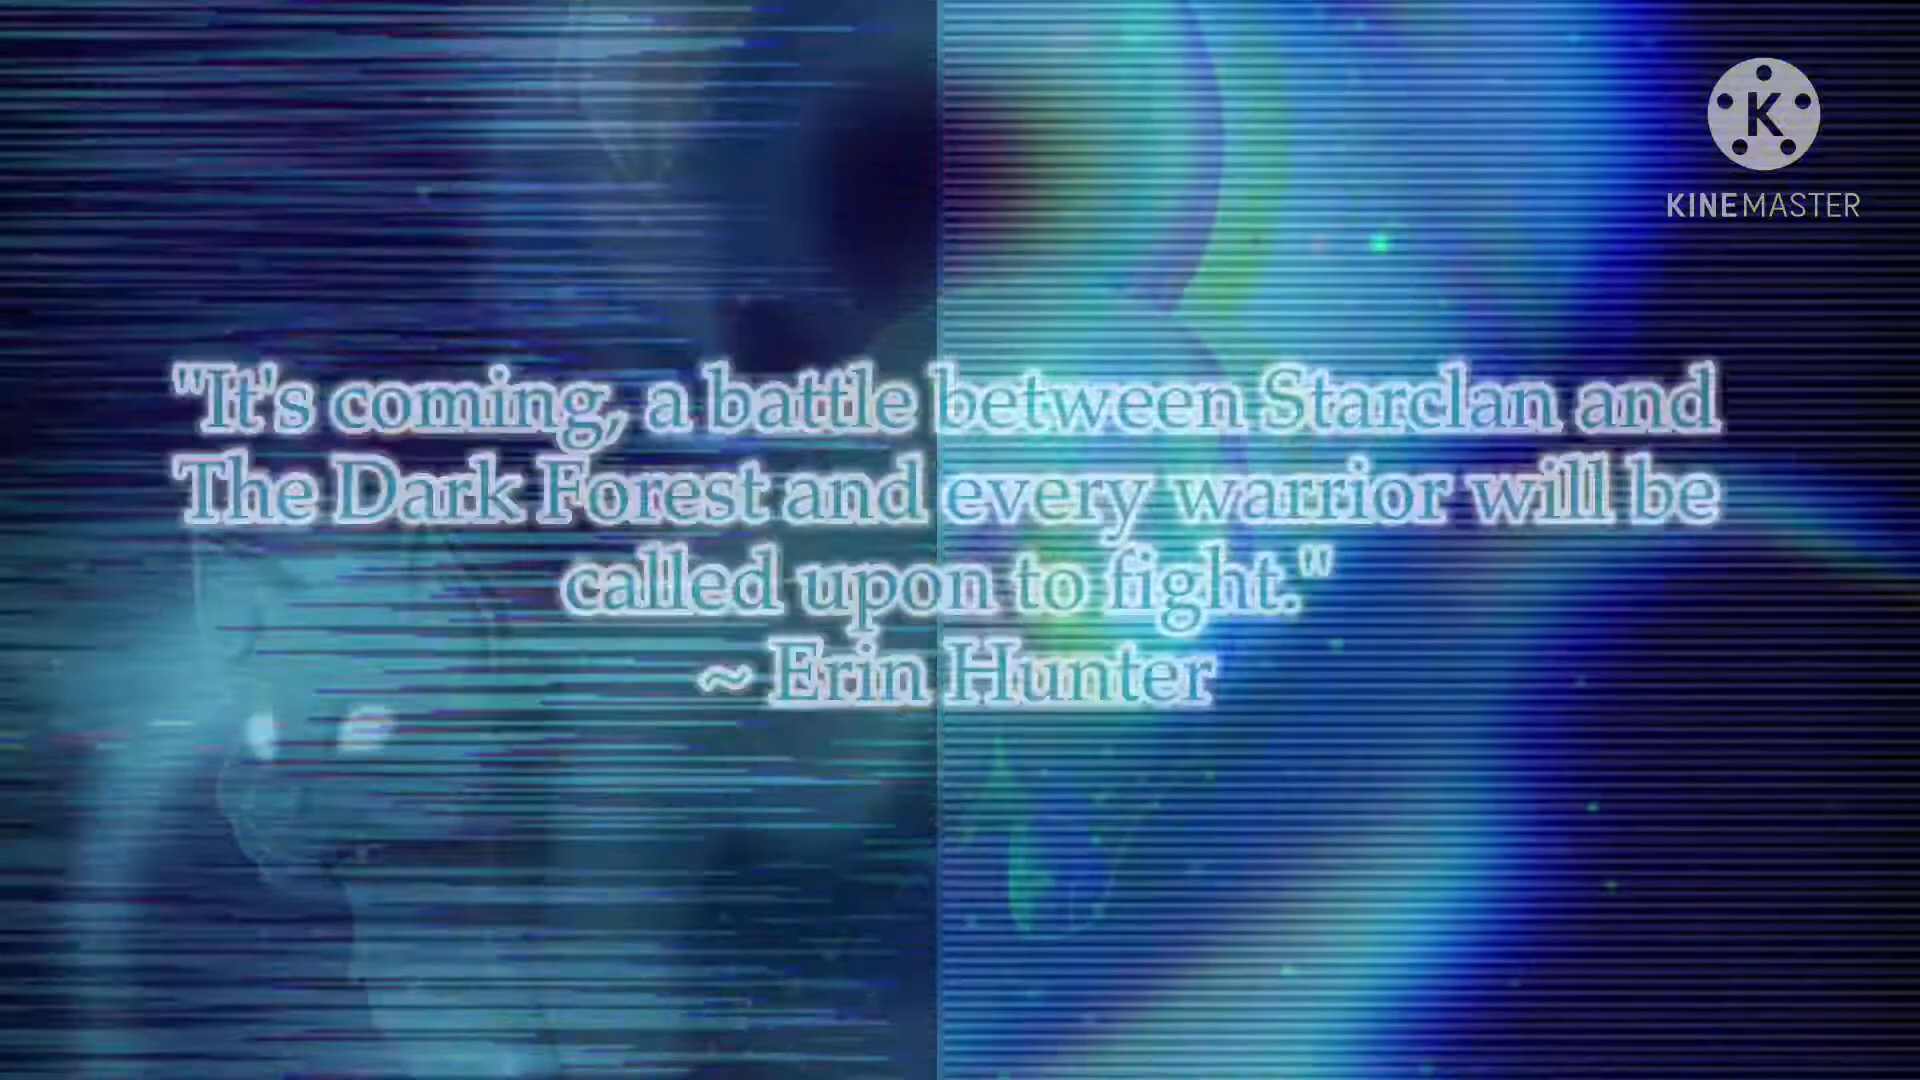 K
KINEMASTER
"It's coming, a battle between Starclan and
The Dark Forest and every warrior will be
called upon to fight."
~ Erin Hunter